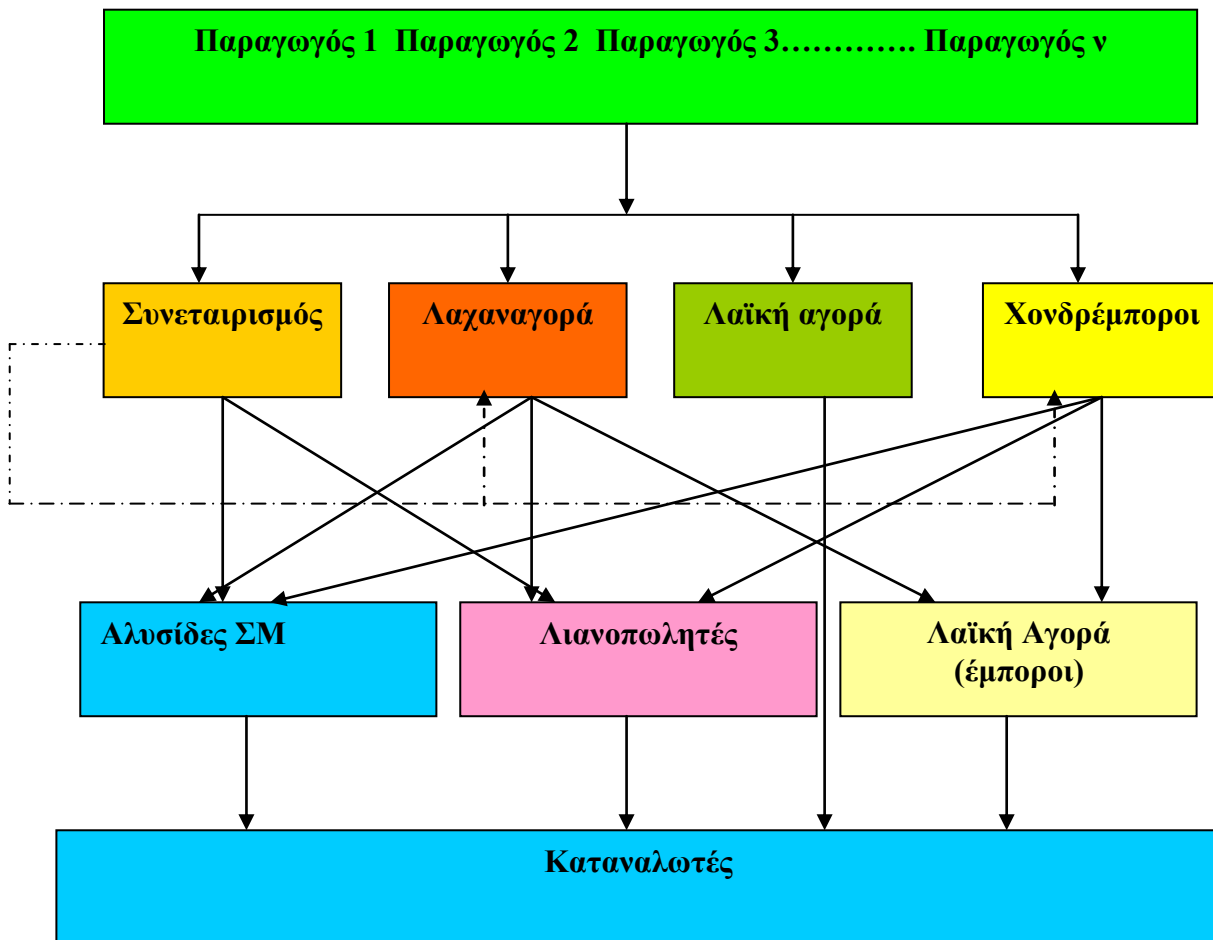 Παραγωγός 1 Παραγωγός 2 Παραγωγός 3…………. Παραγωγός ν
Συνεταιρισμός
Λαχαναγορά
Λαϊκή αγορά
Χονδρέμποροι
Αλυσίδες ΣΜ
Λιανοπωλητές
Λαϊκή Αγορά
(έμποροι)
Καταναλωτές